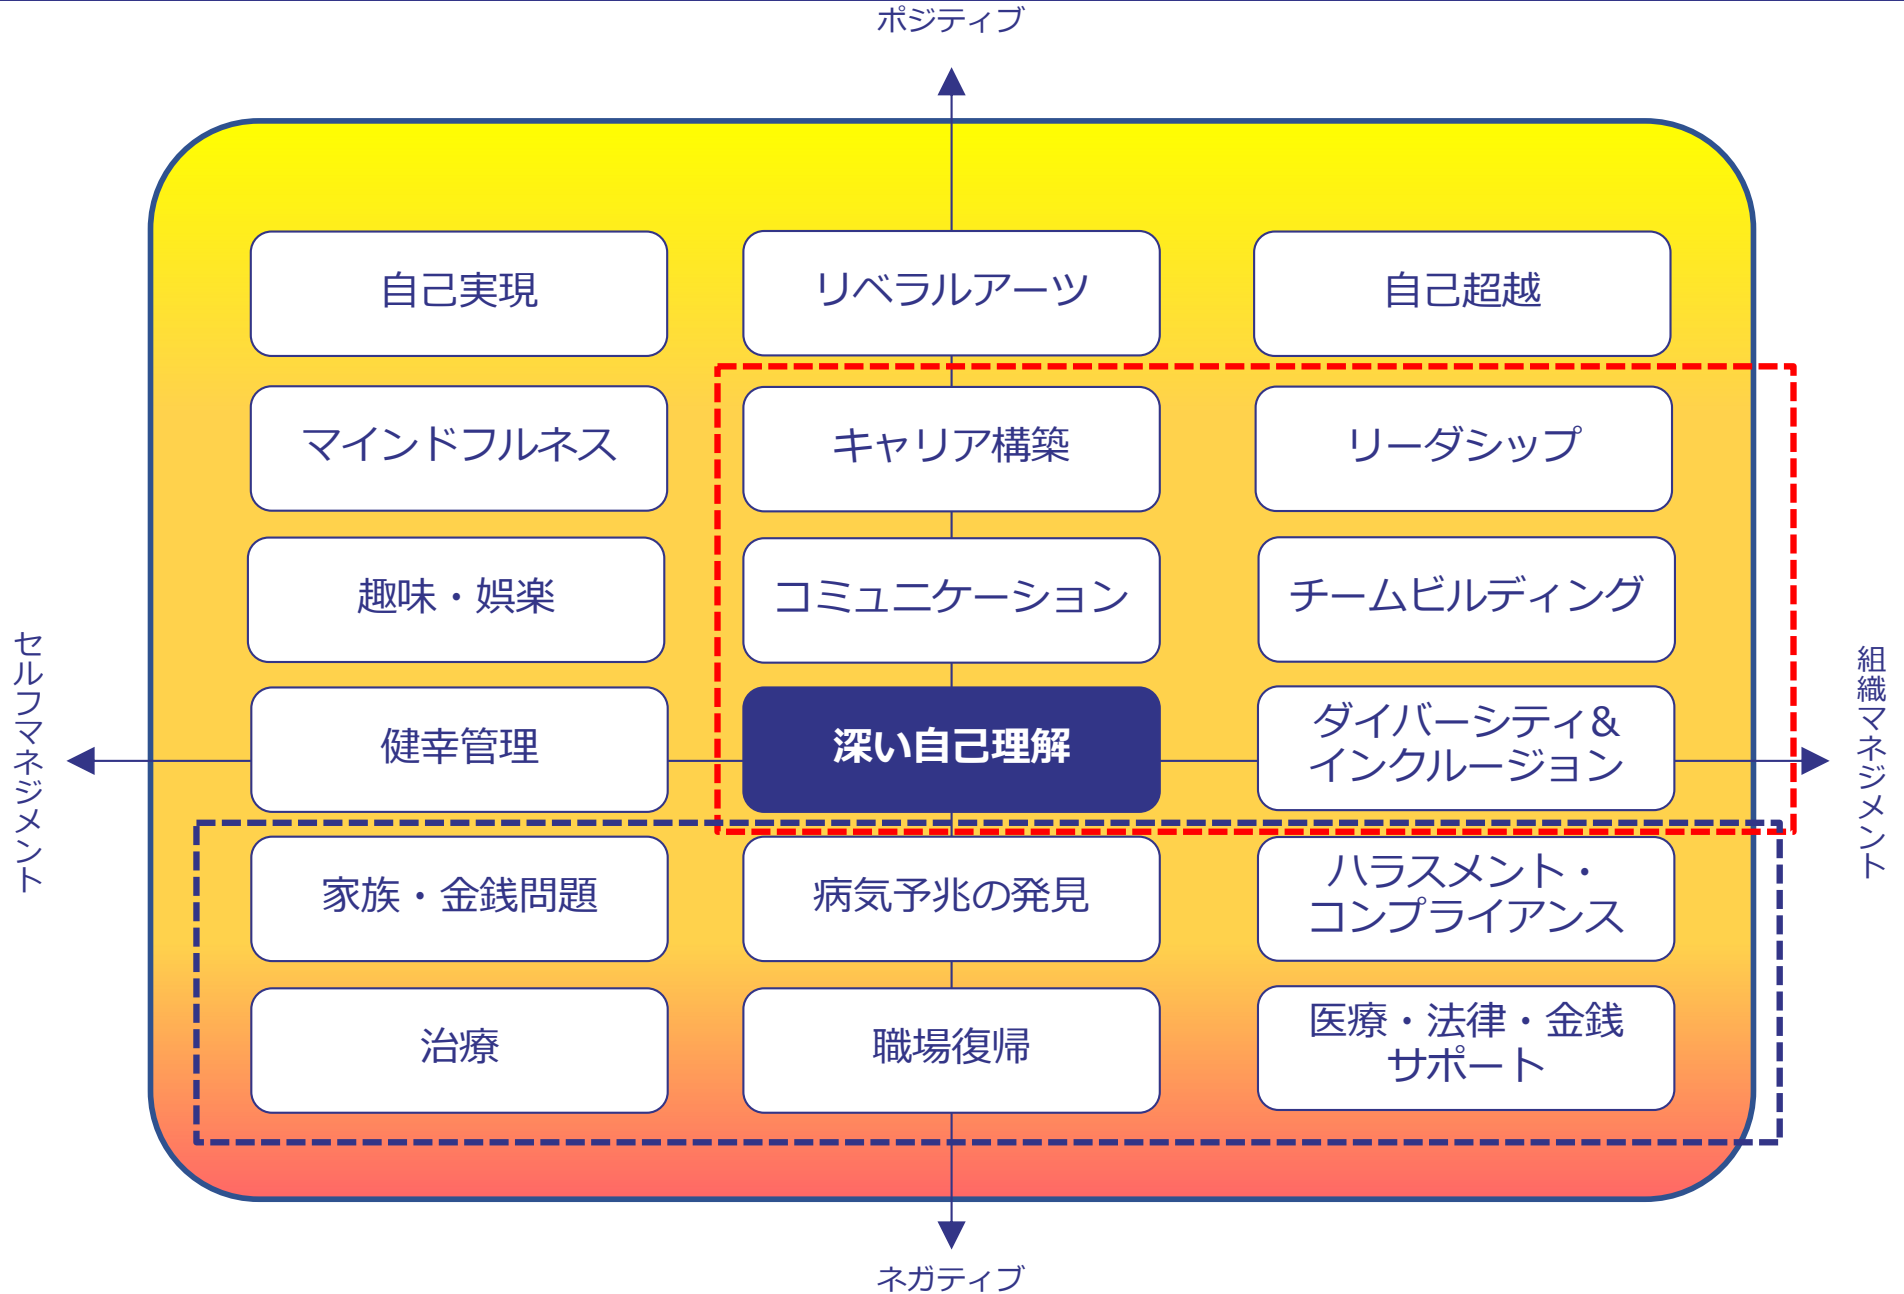 ポジティブ
自己実現
リベラルアーツ
自己超越
マインドフルネス
キャリア構築
リーダシップ
趣味・娯楽
コミュニケーション
チームビルディング
セルフマネジメント
健幸管理
深い自己理解
ダイバーシティ&
インクルージョン
組織マネジメント
家族・金銭問題
病気予兆の発見
ハラスメント・
コンプライアンス
治療
職場復帰
医療・法律・金銭
サポート
ネガティブ